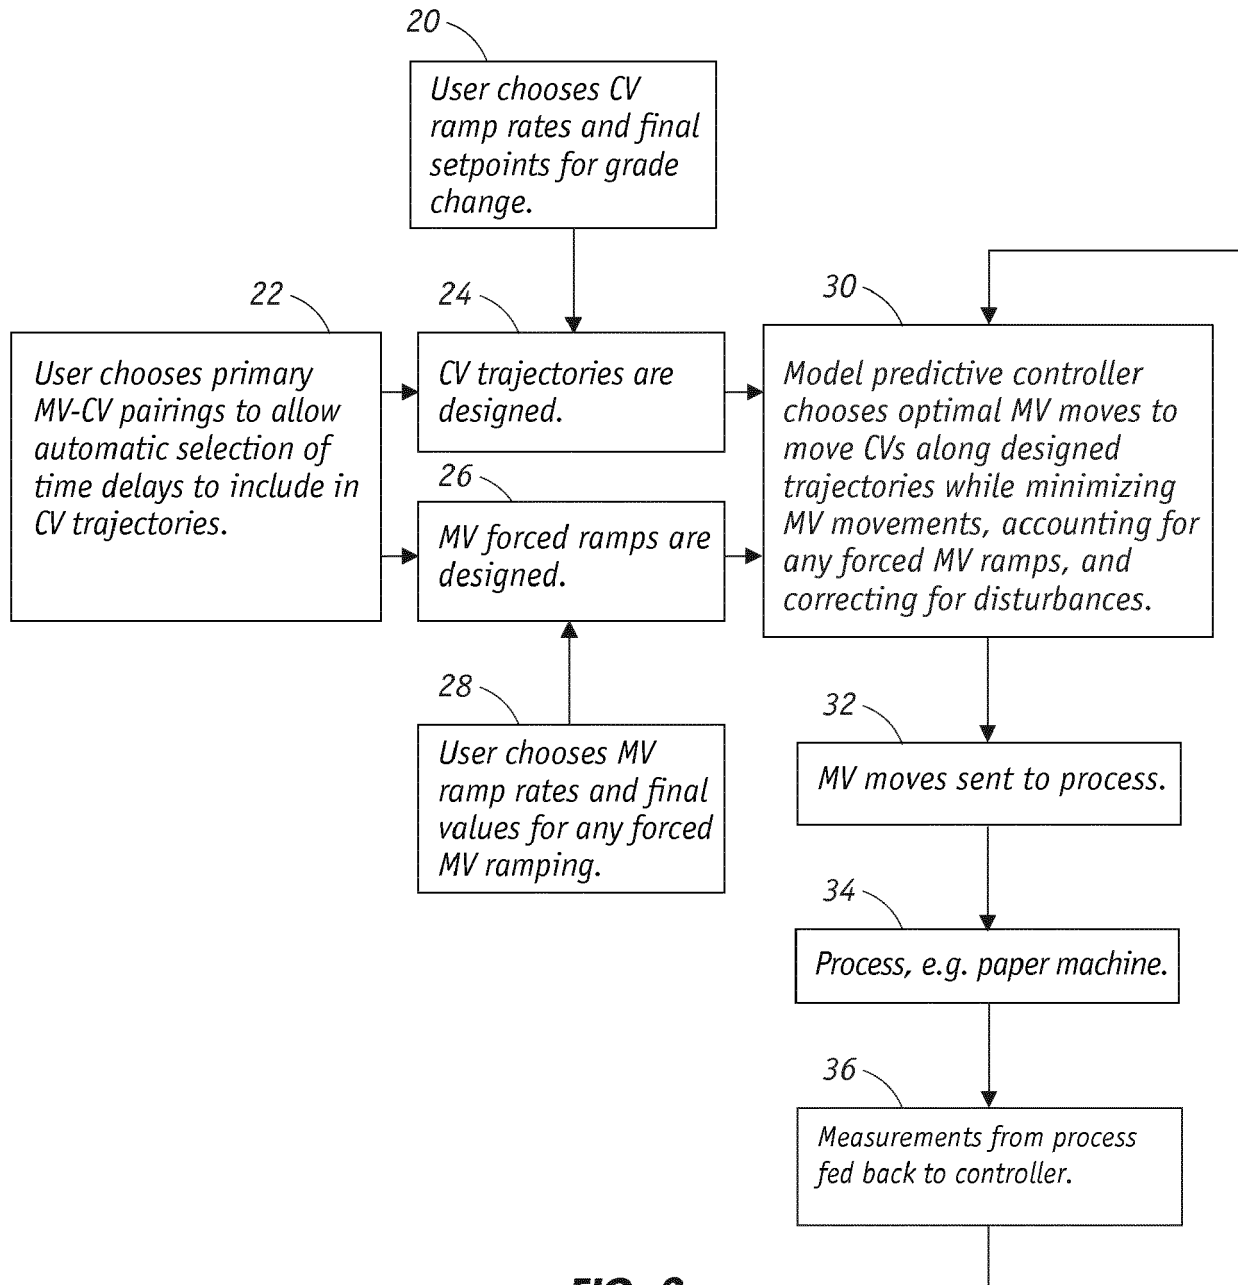 20
User chooses CV
ramp rates and final
setpoints for grade
change.
22
User chooses primary
MV-CV pairings to allow
automatic selection of
time delays to include in
CV trajectories.
24
CV trajectories are
designed.
26
MV forced ramps are
designed.
28
User chooses MV
ramp rates and final
values for any forced
MV ramping.
30
Model predictive controller
chooses optimal MV moves to
move CVs along designed
trajectories while minimizing
MV movements, accounting for
any forced MV ramps, and
correcting for disturbances.
32
MV moves sent to process.
34
Process, e.g. paper machine.
36
Measurements from process
fed back to controller.
FIG.